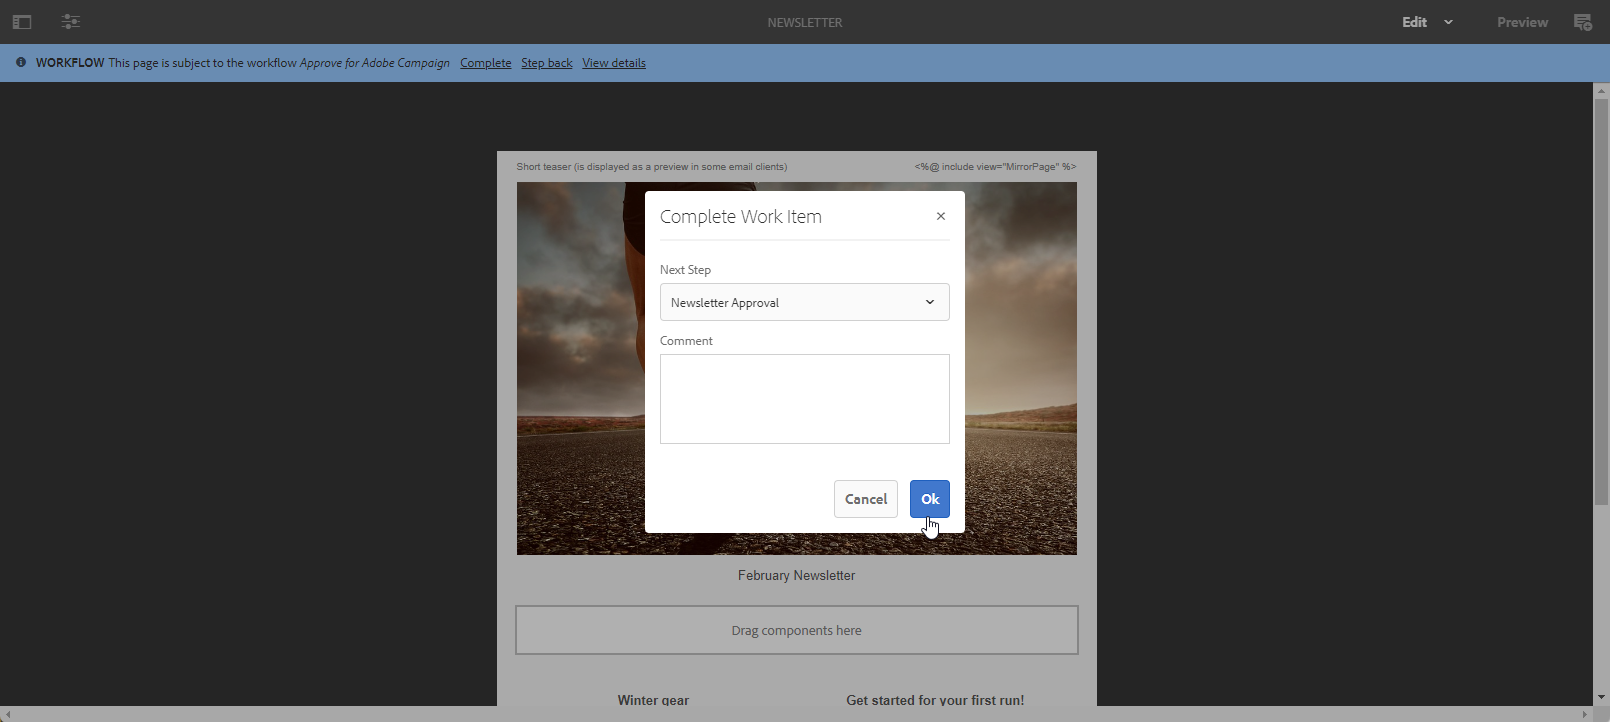 NEWSLETTER
Edit
Preview
WORKFLOW This page is subject to the workflow Approve for Adobe Campaign Complete Step back View details
Short teaser (is displayed as a preview in some email clients)
<%@ include view="MirrorPage" %>
Complete Work Item
Next Step
Newsletter Approval
Comment
Cancel
Ok
February Newsletter
Drag components here
Winter gear
Get started for your first run!